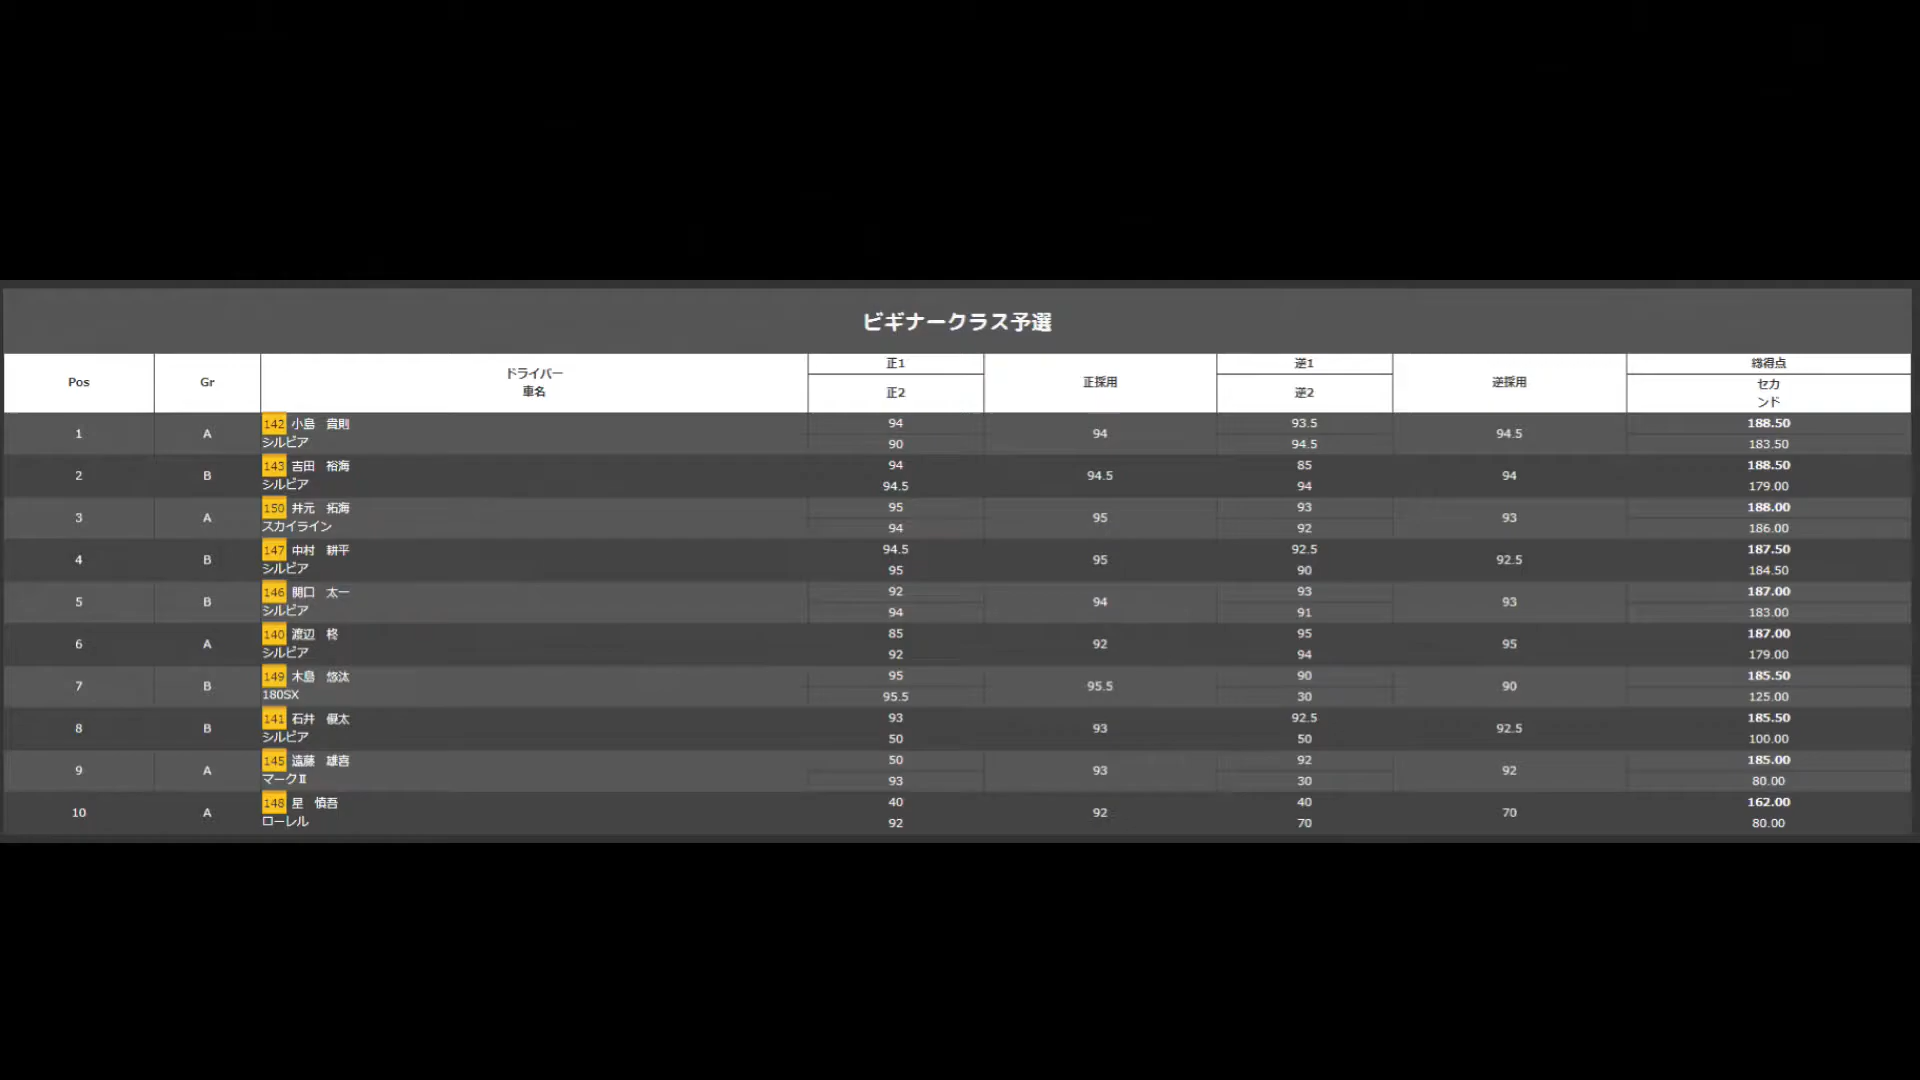 ビギナークラス予選
Pos Gr ドライバー 車名 正1 正2 正採用 逆1 逆2 逆採用 総得点 セカンド
1 A 142 小島 貴則 94 94 93.5 94.5 188.50
シルビア 90 94.5 183.50
2 B 143 吉田 裕海 94 94.5 85 94 188.50
シルビア 94.5 94 179.00
3 A 150 井元 拓海 95 95 93 93 188.00
スカイライン 94 92 186.00
4 B 147 中村 耕平 94.5 95 92.5 92.5 187.50
シルビア 95 90 184.50
5 B 146 関口 太一 92 94 93 93 187.00
シルビア 94 91 183.00
6 A 140 渡辺 柊 85 92 95 95 187.00
シルビア 92 94 179.00
7 B 149 木島 悠汰 95 95.5 90 90 185.50
180SX 95.5 30 125.00
8 B 141 石井 優太 93 93 92.5 92.5 185.50
シルビア 50 50 100.00
9 A 145 遠藤 雄喜 50 93 92 92 185.00
マークⅡ 93 30 80.00
10 A 148 星 慎吾 40 92 40 70 162.00
ローレル 92 70 80.00